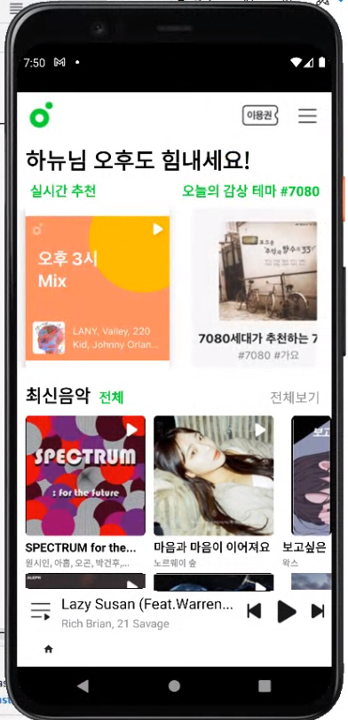 7:50
이용권
하뉴님 오후도 힘내세요!
실시간 추천
오늘의 감상 테마 #7080
오후 3시
Mix
LANY, Valley, 220
Kid, Johnny Orlan...
7080세대가 추천하는 7
#7080 #가요
최신음악 전체
전체보기
SPECTRUM
: for the future
보고
SPECTRUM for the...
마음과 마음이 이어져요
보고싶은
원시인, 아홉, 오곤, 박건후,...
노르웨이 숲
왁스
Lazy Susan (Feat.Warren...
Rich Brian, 21 Savage